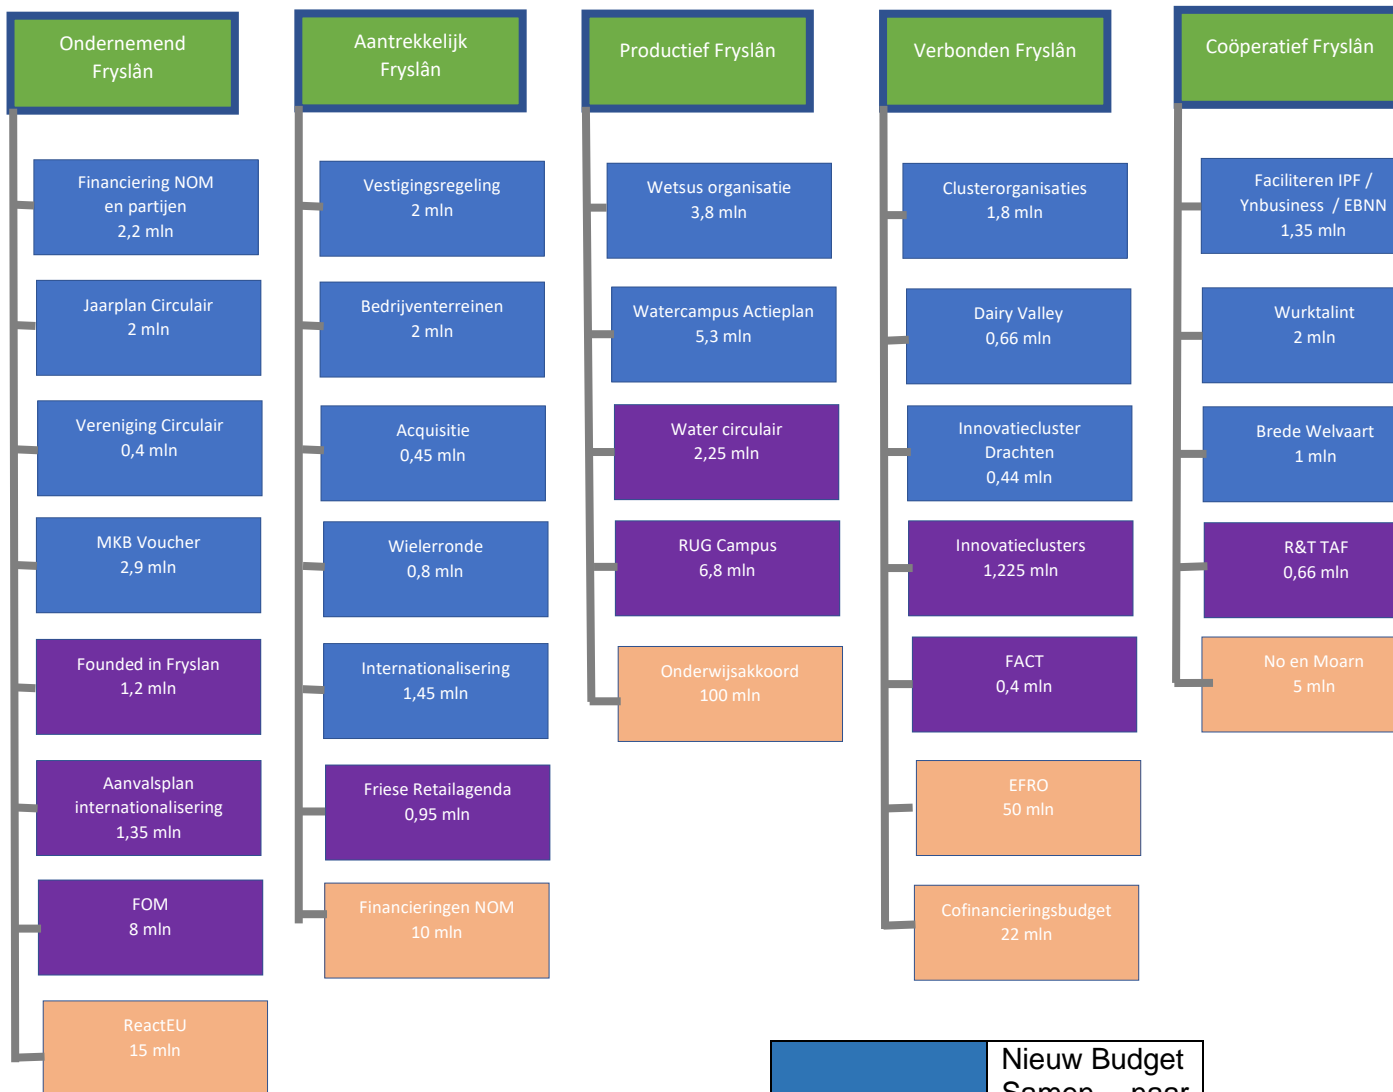 Ondernemend
Fryslân
Financiering NOM
en partijen
2,2 mln
Jaarplan Circulair
2 mln
Vereniging Circulair
0,4 mln
MKB Voucher
2,9 mln
Founded in Fryslan
1,2 mln
Aanvalsplan
internationalisering
1,35 mln
FOM
8 mln
ReactEU
15 mln
Aantrekkelijk
Fryslân
Vestigingsregeling
2 mln
Bedrijventerreinen
2 mln
Acquisitie
0,45 mln
Wielerronde
0,8 mln
Internationalisering
1,45 mln
Friese Retailagenda
0,95 mln
Financieringen NOM
10 mln
Productief Fryslân
Wetsus organisatie
3,8 mln
Watercampus Actieplan
5,3 mln
Water circulair
2,25 mln
RUG Campus
6,8 mln
Onderwijsakkoord
100 mln
Verbonden Fryslân
Clusterorganisaties
1,8 mln
Dairy Valley
0,66 mln
Innovatiecluster
Drachten
0,44 mln
Innovatieclusters
1,225 mln
FACT
0,4 mln
EFRO
50 mln
Cofinancieringsbudget
22 mln
Coöperatief Fryslân
Faciliteren IPF /
Ynbusiness / EBNN
1,35 mln
Wurktalint
2 mln
Brede Welvaart
1 mln
R&T TAF
0,66 mln
No en Moarn
5 mln
Nieuw Budget
Samen naar